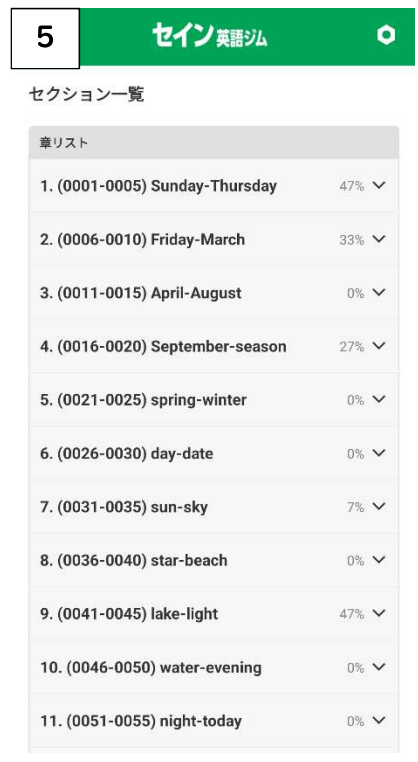 5
セイン英語ジム
セクション一覧
章リスト
1. (0001-0005) Sunday-Thursday 47%
2. (0006-0010) Friday-March 33%
3. (0011-0015) April-August 0%
4. (0016-0020) September-season 27%
5. (0021-0025) spring-winter 0%
6. (0026-0030) day-date 0%
7. (0031-0035) sun-sky 7%
8. (0036-0040) star-beach 0%
9. (0041-0045) lake-light 47%
10. (0046-0050) water-evening 0%
11. (0051-0055) night-today 0%